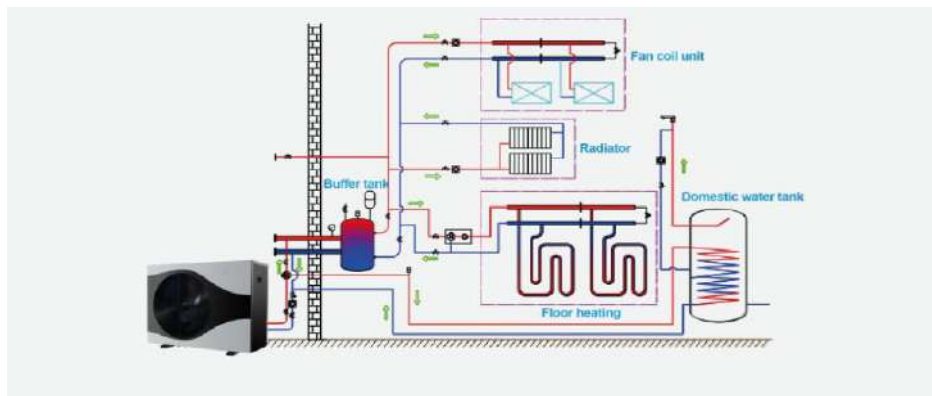 Fan coil unit
Radiator
Buffer tank
Domestic water tank
Floor heating